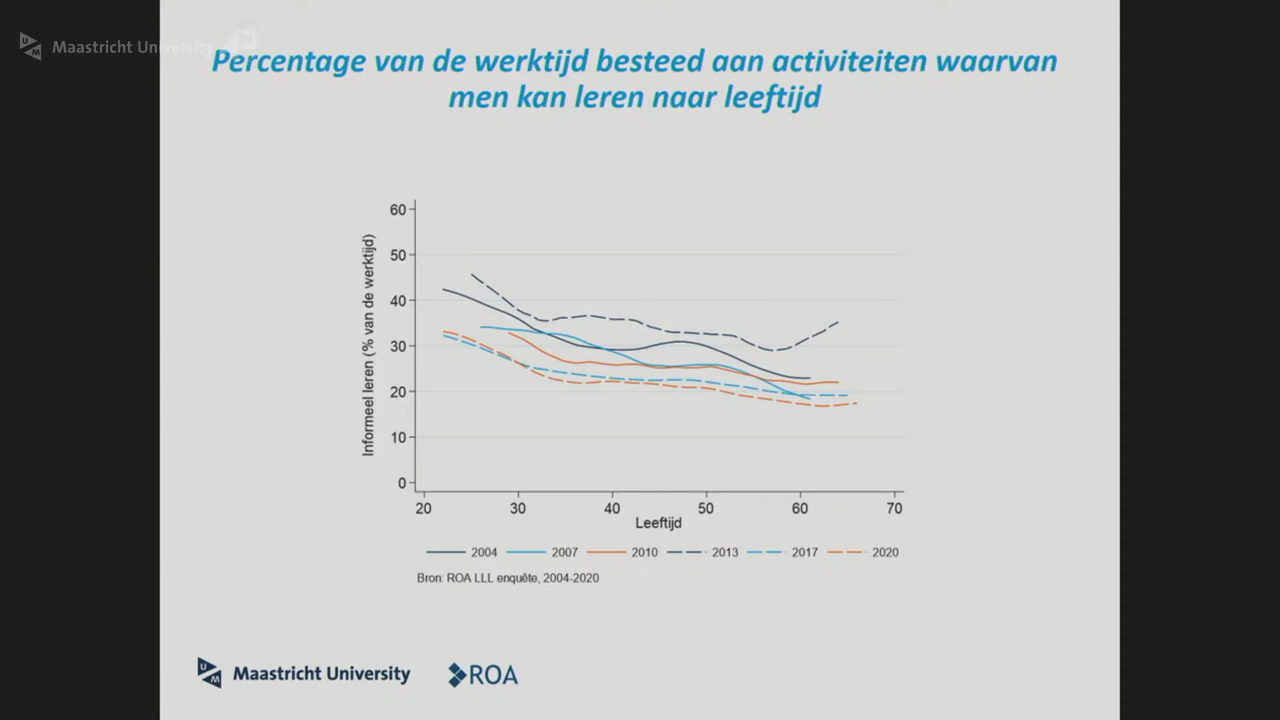 Maastricht University
Percentage van de werktijd besteed aan activiteiten waarvan
men kan leren naar leeftijd
Informeel leren (% van de werktijd)
60
50
40
30
20
10
0
20 30 40 50 60 70
Leeftijd
2004 2007 2010 2013 2017 2020
Bron: ROA LLL enquête, 2004-2020
Maastricht University ROA